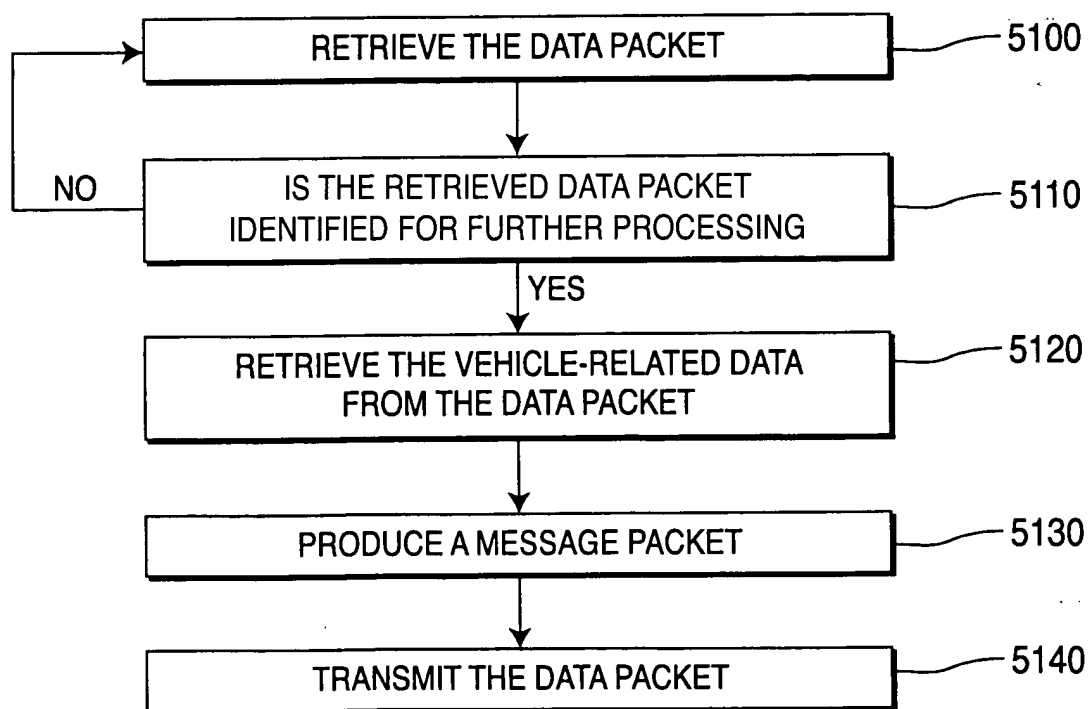 RETRIEVE THE DATA PACKET
5100
IS THE RETRIEVED DATA PACKET
IDENTIFIED FOR FURTHER PROCESSING
5110
NO
YES
RETRIEVE THE VEHICLE-RELATED DATA
FROM THE DATA PACKET
5120
PRODUCE A MESSAGE PACKET
5130
TRANSMIT THE DATA PACKET
5140